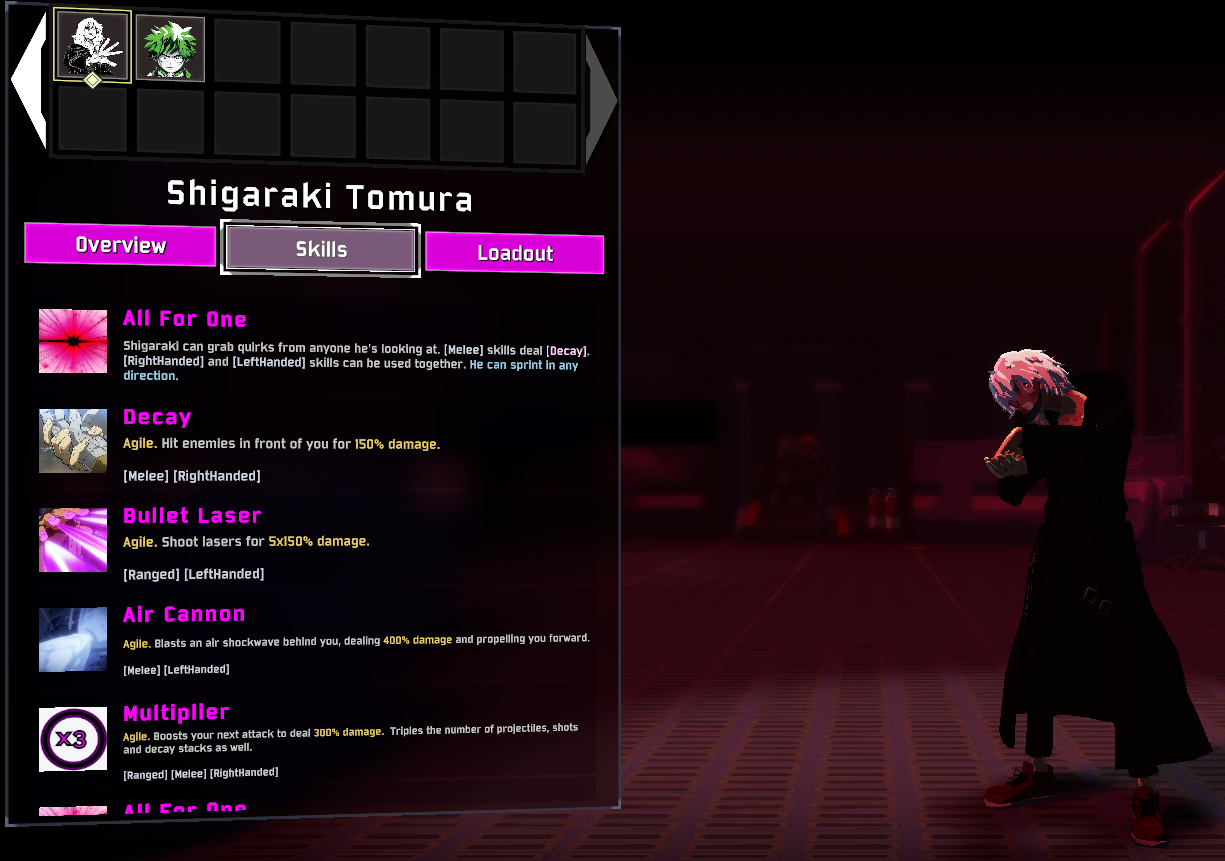 Shigaraki Tomura
Overview
Skills
Loadout
All For One
Shigaraki can grab quirks from anyone he's looking at. [Melee] skills deal [Decay].
[RightHanded] and [LeftHanded] skills can be used together. He can sprint in any
direction.
Decay
Agile. Hit enemies in front of you for 150% damage.
[Melee] [RightHanded]
Bullet Laser
Agile. Shoot lasers for 5x150% damage.
[Ranged] [LeftHanded]
Air Cannon
Agile. Blasts an air shockwave behind you, dealing 400% damage and propelling you forward.
[Melee] [LeftHanded]
x3
Multiplier
Agile. Boosts your next attack to deal 300% damage. Triples the number of projectiles, shots
and decay stacks as well.
[Ranged] [Melee] [RightHanded]
All For One